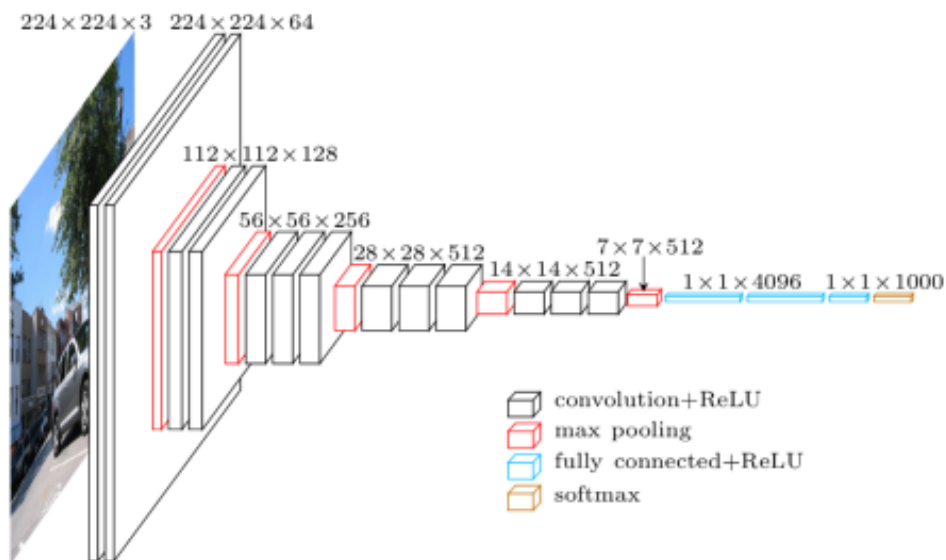 224×224×3
224×224×64
112×112×128
56×56×256
28×28×512
14×14×512
7×7×512
1×1×4096
1×1×1000
convolution+ReLU
max pooling
fully connected+ReLU
softmax